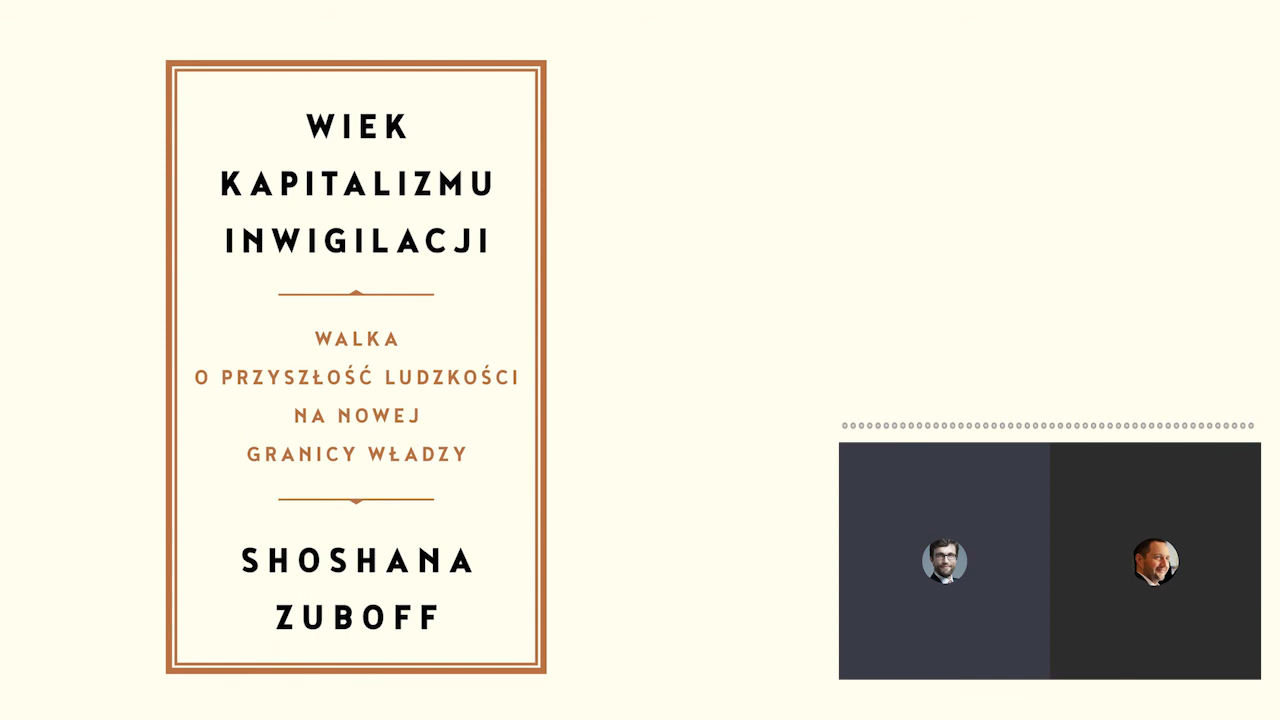 WIEK
KAPITALIZMU
INWIGILACJI
WALKA
O PRZYSZŁOŚĆ LUDZKOŚCI
NA NOWEJ
GRANICY WŁADZY
SHOSHANA
ZUBOFF